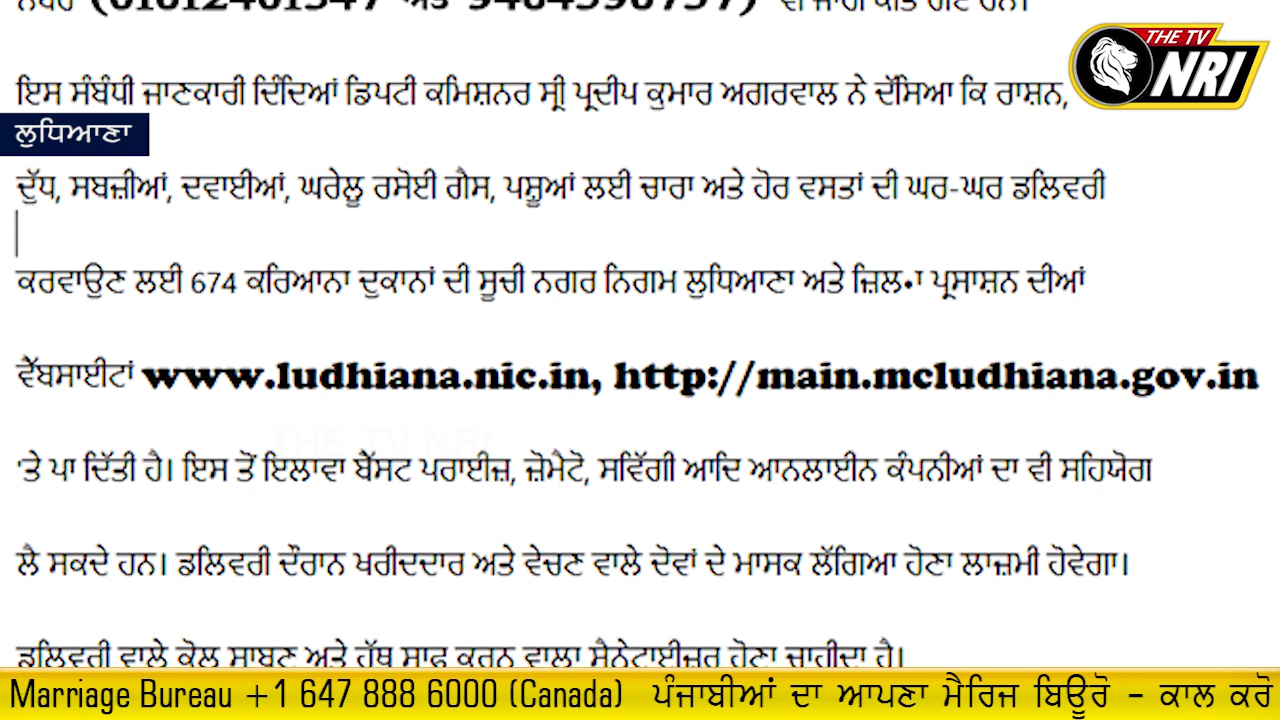 ਇਸ ਸੰਬੰਧੀ ਜਾਣਕਾਰੀ ਦਿੰਦਿਆਂ ਡਿਪਟੀ ਕਮਿਸ਼ਨਰ ਸ੍ਰੀ ਪ੍ਰਦੀਪ ਕੁਮਾਰ ਅਗਰਵਾਲ ਨੇ ਦੱਸਿਆ ਕਿ ਰਾਸ਼ਨ,
THE TV
NRI
ਲੁਧਿਆਣਾ
ਦੁੱਧ, ਸਬਜ਼ੀਆਂ, ਦਵਾਈਆਂ, ਘਰੇਲੂ ਰਸੋਈ ਗੈਸ, ਪਸ਼ੂਆਂ ਲਈ ਚਾਰਾ ਅਤੇ ਹੋਰ ਵਸਤਾਂ ਦੀ ਘਰ-ਘਰ ਡਲਿਵਰੀ
ਕਰਵਾਉਣ ਲਈ 674 ਕਰਿਆਨਾ ਦੁਕਾਨਾਂ ਦੀ ਸੂਚੀ ਨਗਰ ਨਿਗਮ ਲੁਧਿਆਣਾ ਅਤੇ ਜ਼ਿਲ•ਾ ਪ੍ਰਸਾਸ਼ਨ ਦੀਆਂ
ਵੈੱਬਸਾਈਟਾਂ www.ludhiana.nic.in, http://main.mcludhiana.gov.in
THE TV NRI
'ਤੇ ਪਾ ਦਿੱਤੀ ਹੈ। ਇਸ ਤੋਂ ਇਲਾਵਾ ਬੈੱਸਟ ਪਰਾਈਜ਼, ਜ਼ੋਮੈਟੋ, ਸਵਿੱਗੀ ਆਦਿ ਆਨਲਾਈਨ ਕੰਪਨੀਆਂ ਦਾ ਵੀ ਸਹਿਯੋਗ
ਲੈ ਸਕਦੇ ਹਨ। ਡਲਿਵਰੀ ਦੌਰਾਨ ਖਰੀਦਦਾਰ ਅਤੇ ਵੇਚਣ ਵਾਲੇ ਦੋਵਾਂ ਦੇ ਮਾਸਕ ਲੱਗਿਆ ਹੋਣਾ ਲਾਜ਼ਮੀ ਹੋਵੇਗਾ।
ਡਲਿਵਰੀ ਵਾਲੇ ਕੋਲ ਸਾਬਣ ਅਤੇ ਹੱਥ ਸਾਫ ਕਰਨ ਵਾਲਾ ਸੈਨੇਟਾਈਜ਼ਰ ਹੋਣਾ ਚਾਹੀਦਾ ਹੈ।
Marriage Bureau +1 647 888 6000 (Canada) ਪੰਜਾਬੀਆਂ ਦਾ ਆਪਣਾ ਮੈਰਿਜ ਬਿਊਰੋ - ਕਾਲ ਕਰੋ